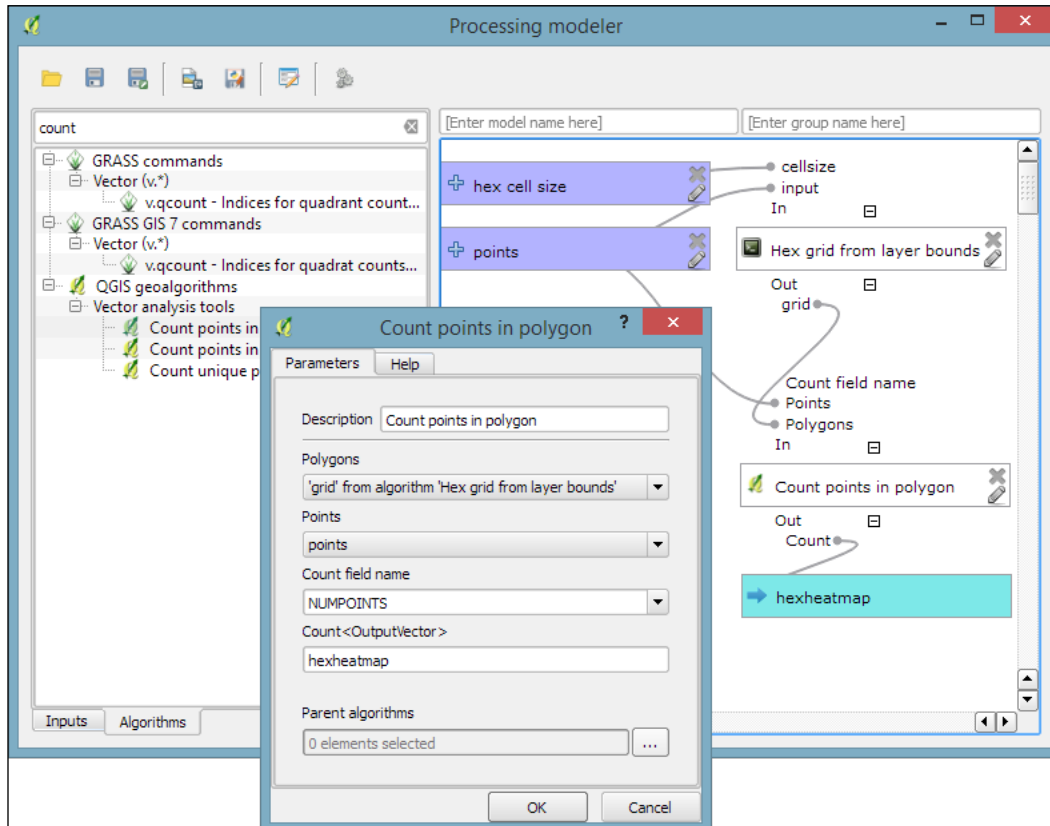 Processing modeler
count
[Enter model name here]
[Enter group name here]
GRASS commands
Vector (v.*)
v.qcount - Indices for quadrant count...
GRASS GIS 7 commands
Vector (v.*)
v.qcount - Indices for quadrat counts...
QGIS geoalgorithms
Vector analysis tools
Count points in
Count points in
Count unique p
Inputs
Algorithms
hex cell size
points
cellsize
input
In
Hex grid from layer bounds
Out
grid
Count field name
Points
Polygons
In
Count points in polygon
Out
Count
hexheatmap
Count points in polygon
?
Parameters
Help
Description
Count points in polygon
Polygons
'grid' from algorithm 'Hex grid from layer bounds'
Points
points
Count field name
NUMPOINTS
Count<OutputVector>
hexheatmap
Parent algorithms
0 elements selected
...
OK
Cancel